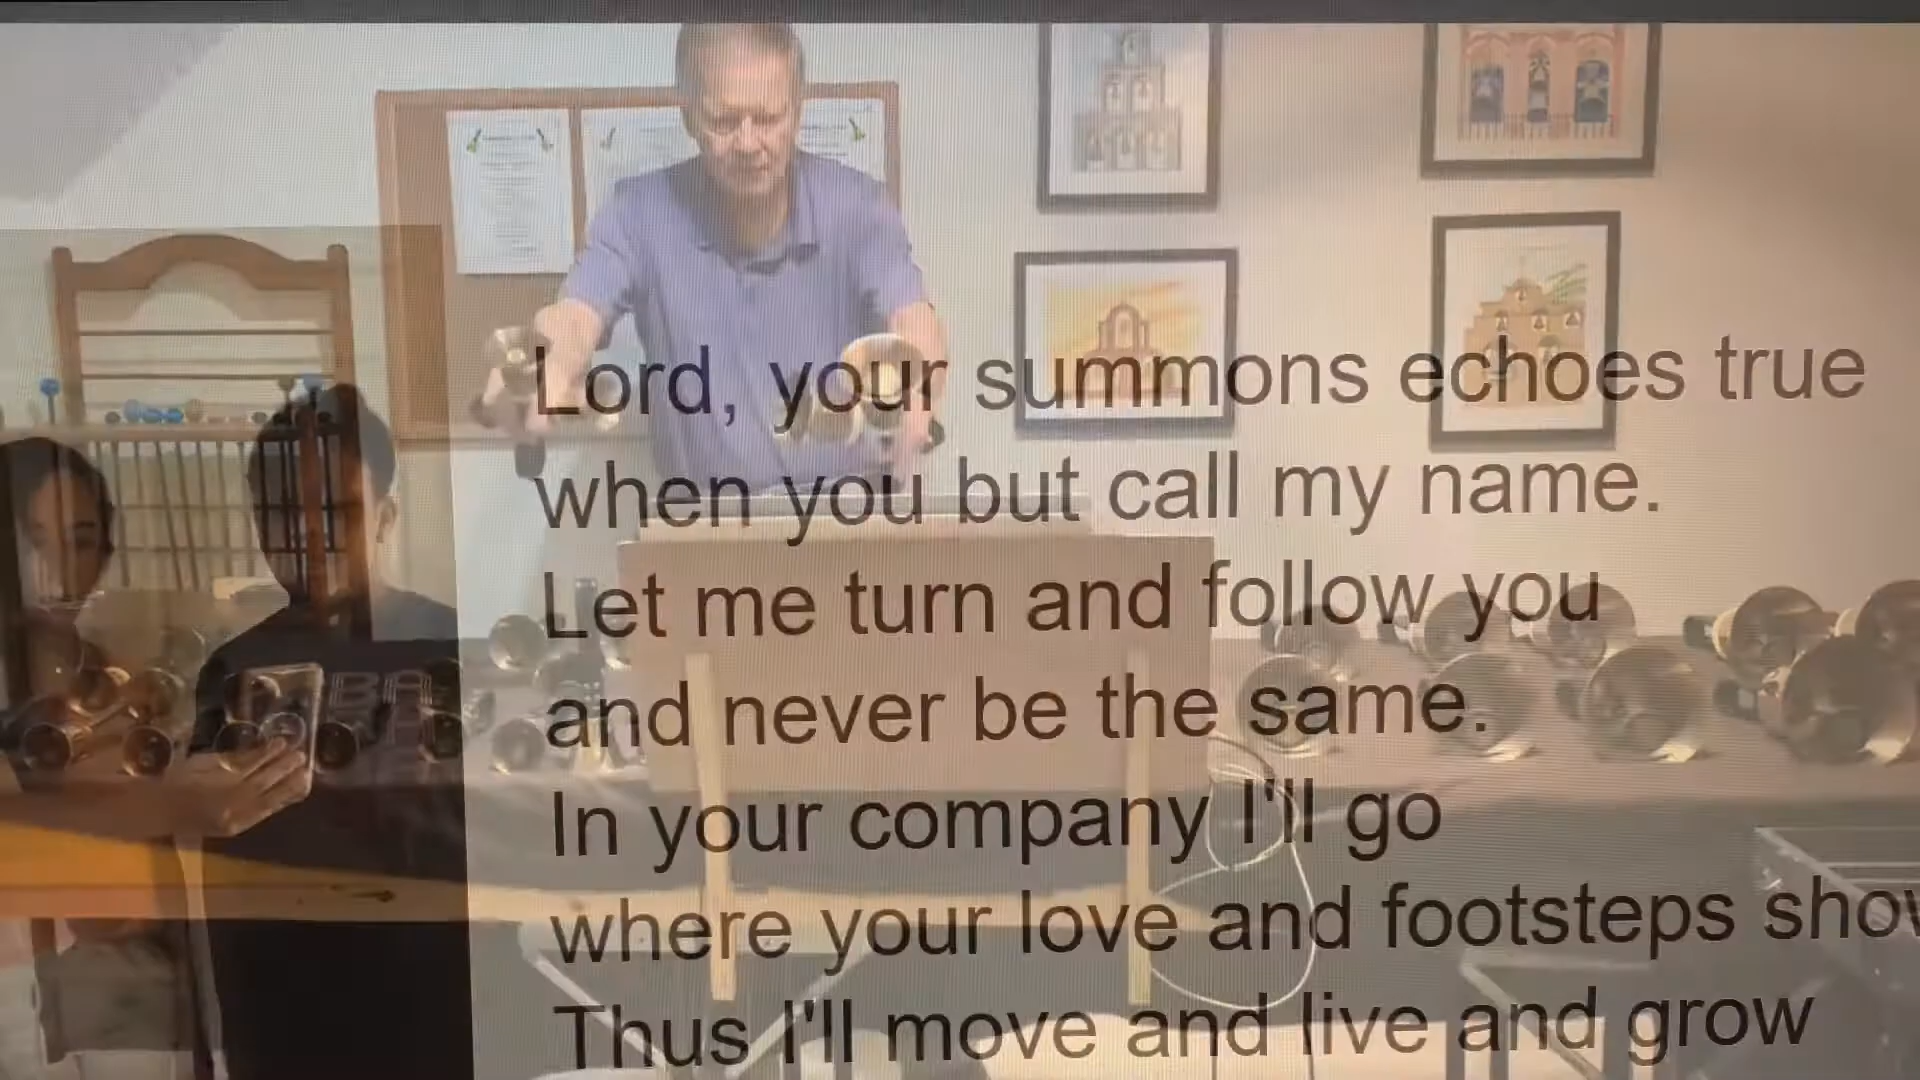 Lord, your summons echoes true
when you but call my name.
Let me turn and follow you
and never be the same.
In your company I'll go
where your love and footsteps show
Thus I'll move and live and grow